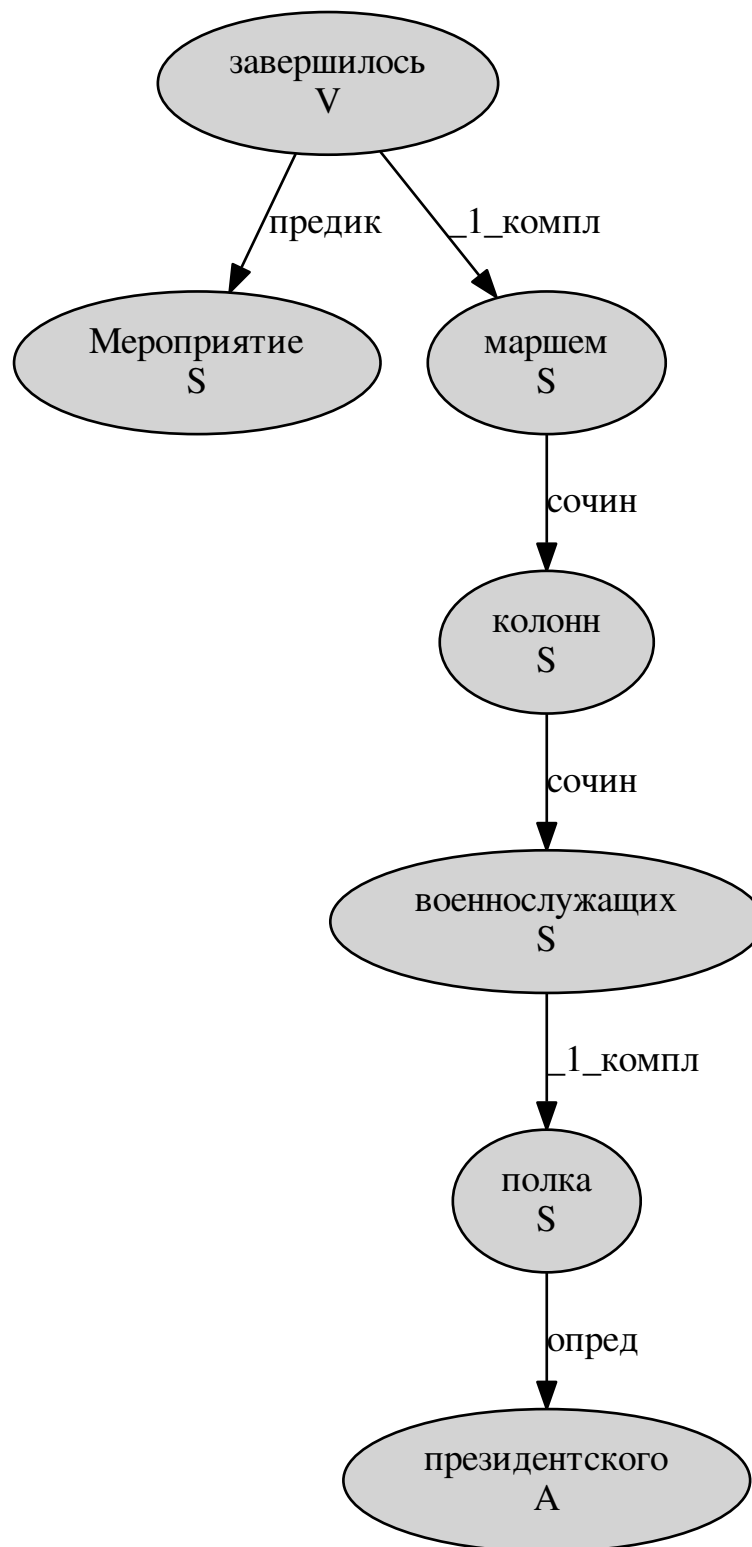 завершилось
V
предик
_1_компл
Мероприятие
S
маршем
S
сочин
колонн
S
сочин
военнослужащих
S
_1_компл
полка
S
опред
президентского
A